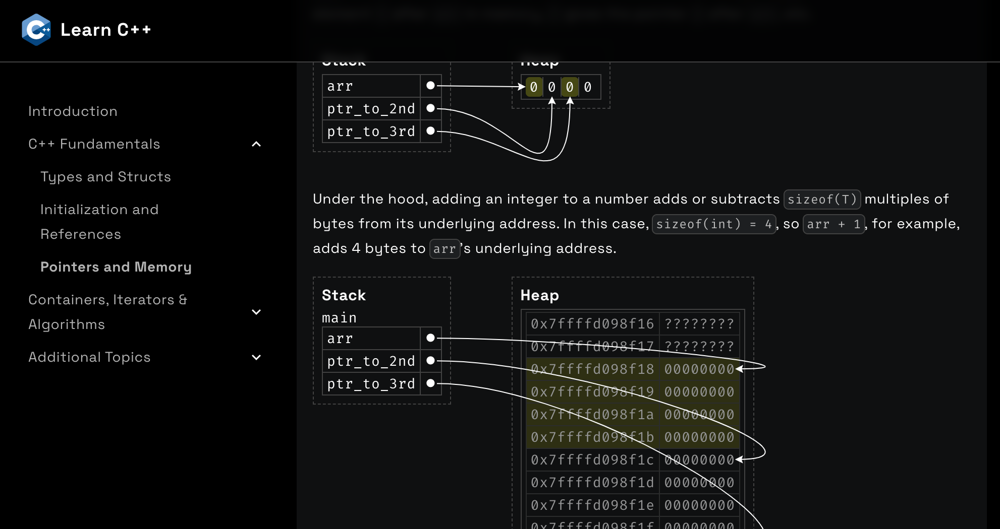 Learn C++
Introduction
C++ Fundamentals
Types and Structs
Initialization and
References
Pointers and Memory
Containers, Iterators &
Algorithms
Additional Topics
Stack
Heap
arr
ptr_to_2nd
ptr_to_3rd
0 0 0 0
Under the hood, adding an integer to a number adds or subtracts sizeof(T) multiples of
bytes from its underlying address. In this case, sizeof(int) = 4, so arr + 1, for example,
adds 4 bytes to arr’s underlying address.
Stack
main
arr
ptr_to_2nd
ptr_to_3rd
Heap
0x7ffffd098f16 ????????
0x7ffffd098f17 ????????
0x7ffffd098f18 00000000
0x7ffffd098f19 00000000
0x7ffffd098f1a 00000000
0x7ffffd098f1b 00000000
0x7ffffd098f1c 00000000
0x7ffffd098f1d 00000000
0x7ffffd098f1e 00000000
0x7ffffd098f1f 00000000